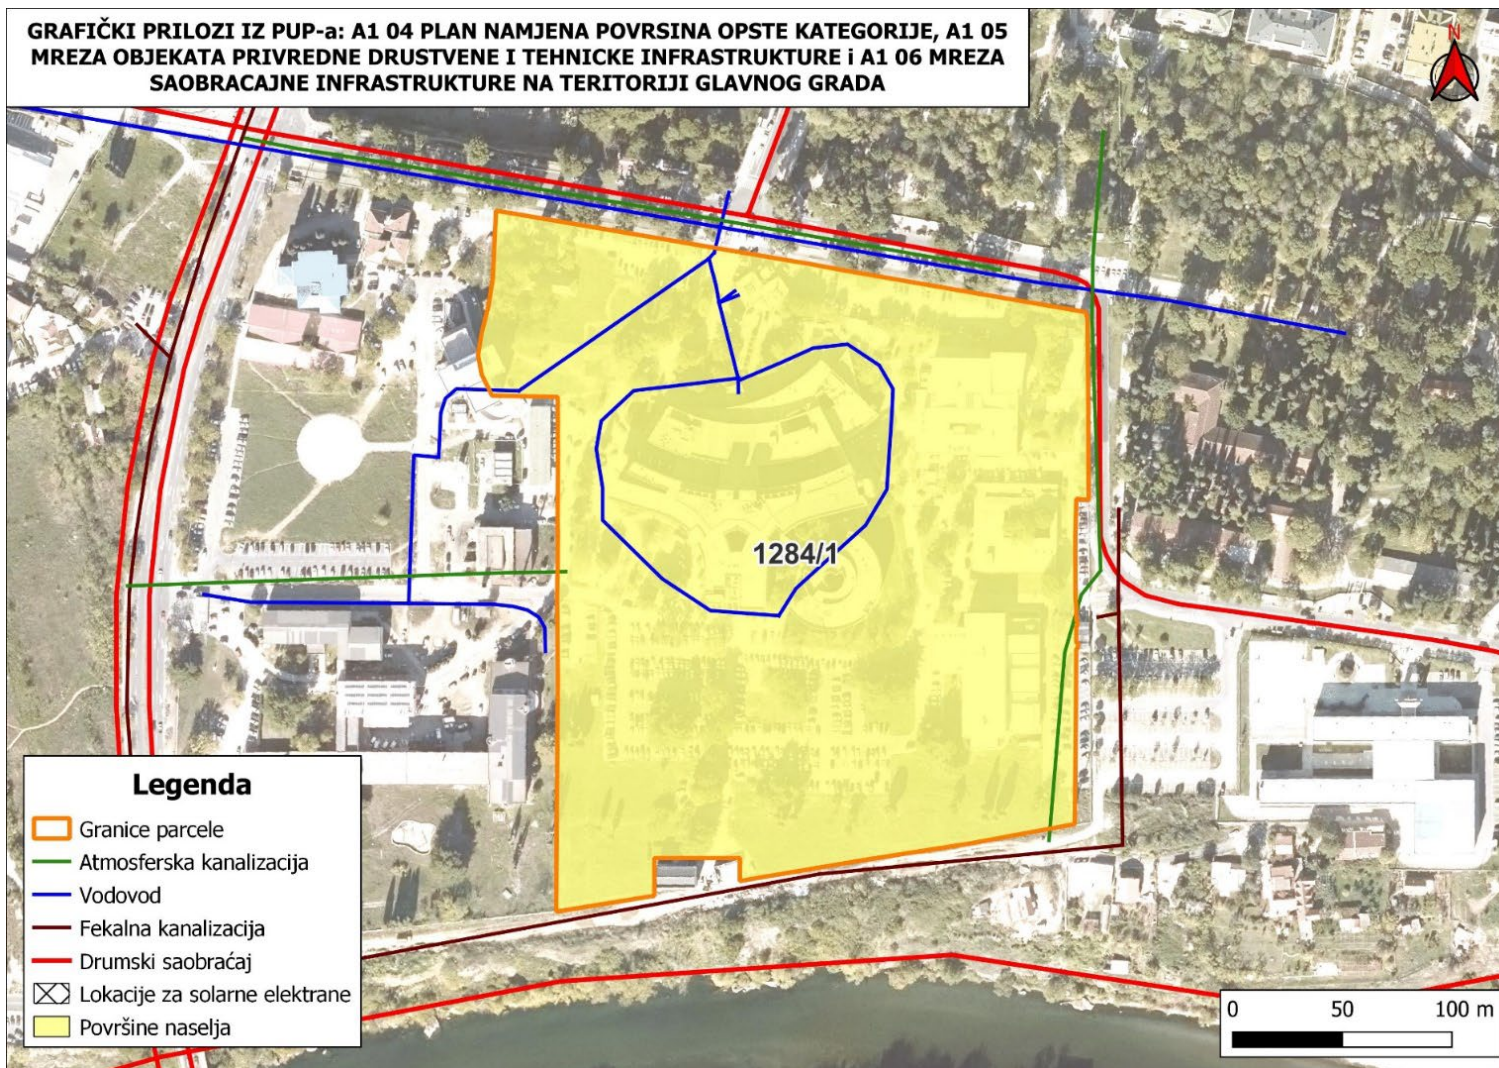 GRAFIČKI PRILOZI IZ PUP-a: A1 04 PLAN NAMJENA POVRSINA OPSTE KATEGORIJE, A1 05
MREZA OBJEKATA PRIVREDNE DRUSTVENE I TEHNICKE INFRASTRUKTURE i A1 06 MREZA
SAOBRACAJNE INFRASTRUKTURE NA TERITORIJI GLAVNOG GRADA
N
1284/1
Legenda
Granice parcele
Atmosferska kanalizacija
Vodovod
Fekalna kanalizacija
Drumski saobraćaj
Lokacije za solarne elektrane
Površine naselja
0 50 100 m